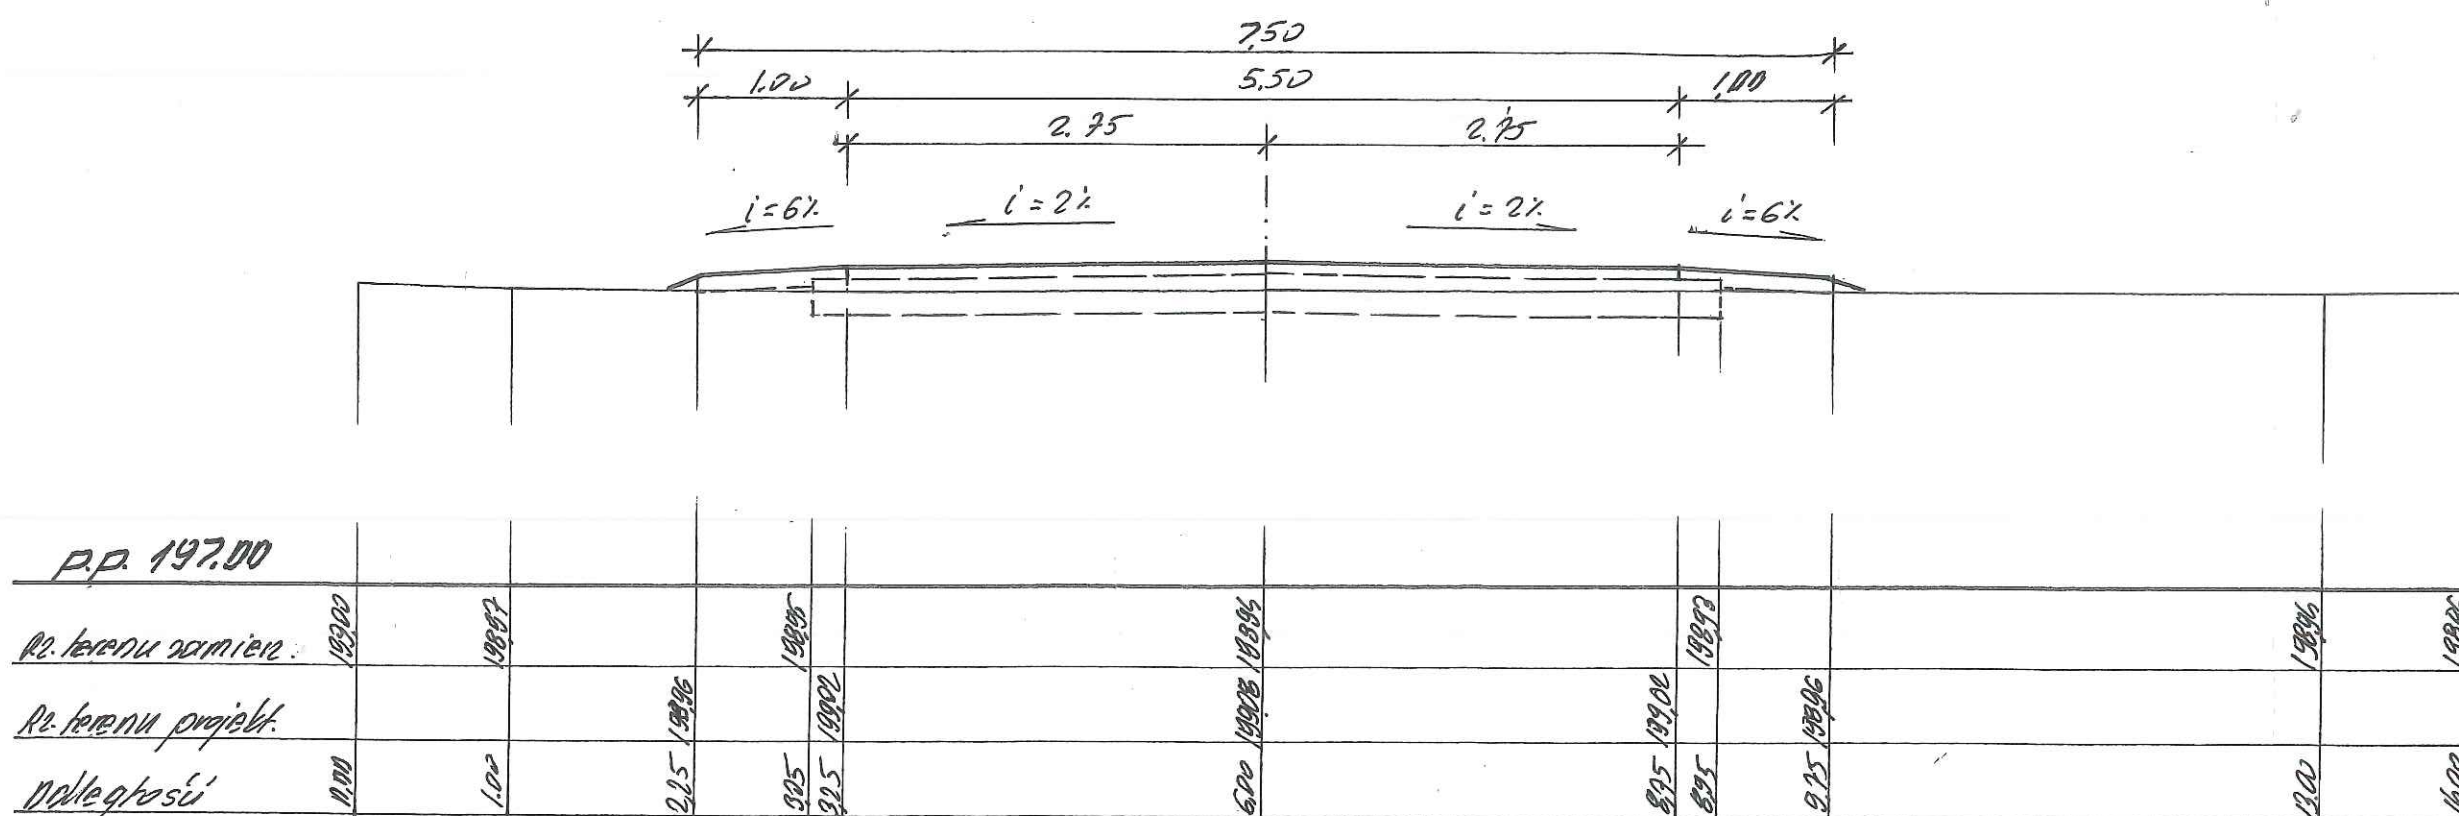 7,50
1.00 5.50 1,00
2.75 2.75
i=6% i=2% i=2% i=6%
P.P. 197.00
Rz. terenu zamierz. 199,00 198,97 198,95 198,94 198,93 198,96
Rz. terenu projekt. 198,96 199,02 199,08 199,02 198,96
Odległości 0,00 1.00 2,25 3,05 3,25 6,00 8,75 8,95 9,75 13,00 16,00